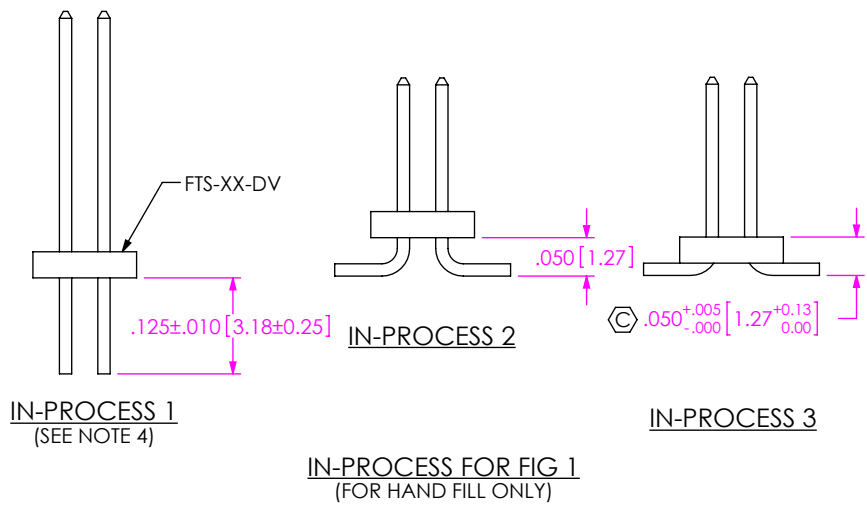 FTS-XX-DV
.125±.010 [3.18±0.25]
IN-PROCESS 1
(SEE NOTE 4)
.050 [1.27]
IN-PROCESS 2
C .050 +.005 -.000 [1.27 +0.13 0.00]
IN-PROCESS 3
IN-PROCESS FOR FIG 1
(FOR HAND FILL ONLY)